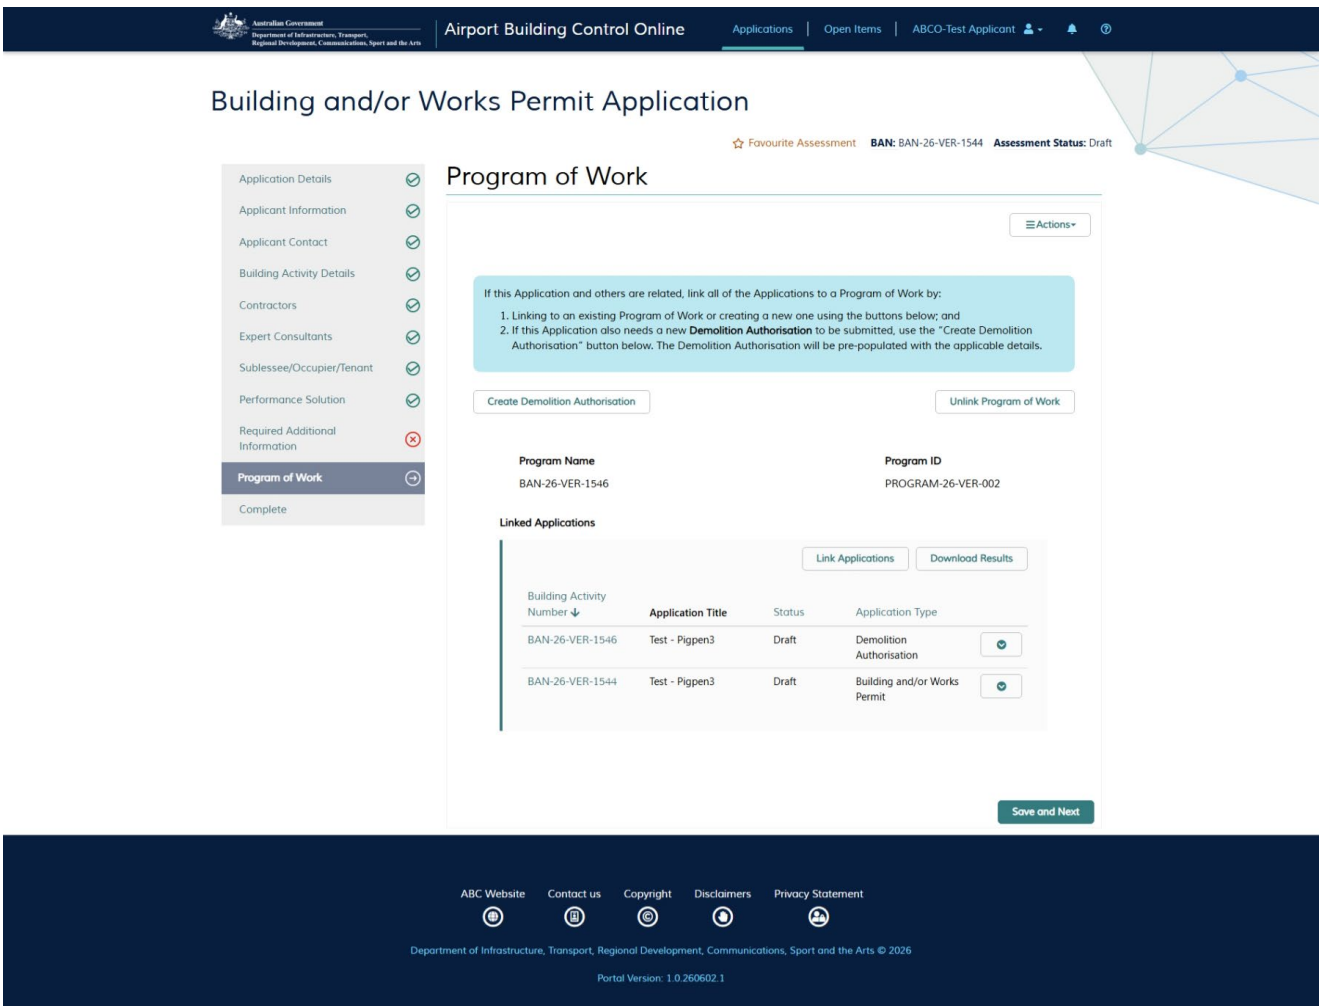 Australian Government
Department of Infrastructure, Transport,
Regional Development, Communications, Sport and the Arts
Airport Building Control Online
Applications
Open Items
ABCO-Test Applicant
Building and/or Works Permit Application
Favourite Assessment BAN: BAN-26-VER-1544 Assessment Status: Draft
Application Details
Applicant Information
Applicant Contact
Building Activity Details
Contractors
Expert Consultants
Sublessee/Occupier/Tenant
Performance Solution
Required Additional
Information
Program of Work
Complete
Program of Work
Actions
If this Application and others are related, link all of the Applications to a Program of Work by:
1. Linking to an existing Program of Work or creating a new one using the buttons below; and
2. If this Application also needs a new Demolition Authorisation to be submitted, use the "Create Demolition
Authorisation" button below. The Demolition Authorisation will be pre-populated with the applicable details.
Create Demolition Authorisation
Unlink Program of Work
Program Name
BAN-26-VER-1546
Program ID
PROGRAM-26-VER-002
Linked Applications
Link Applications
Download Results
Building Activity
Number
Application Title
Status
Application Type
BAN-26-VER-1546 Test - Pigpen3 Draft Demolition
Authorisation
BAN-26-VER-1544 Test - Pigpen3 Draft Building and/or Works
Permit
Save and Next
ABC Website
Contact us
Copyright
Disclaimers
Privacy Statement
Department of Infrastructure, Transport, Regional Development, Communications, Sport and the Arts © 2026
Portal Version: 1.0.260602.1